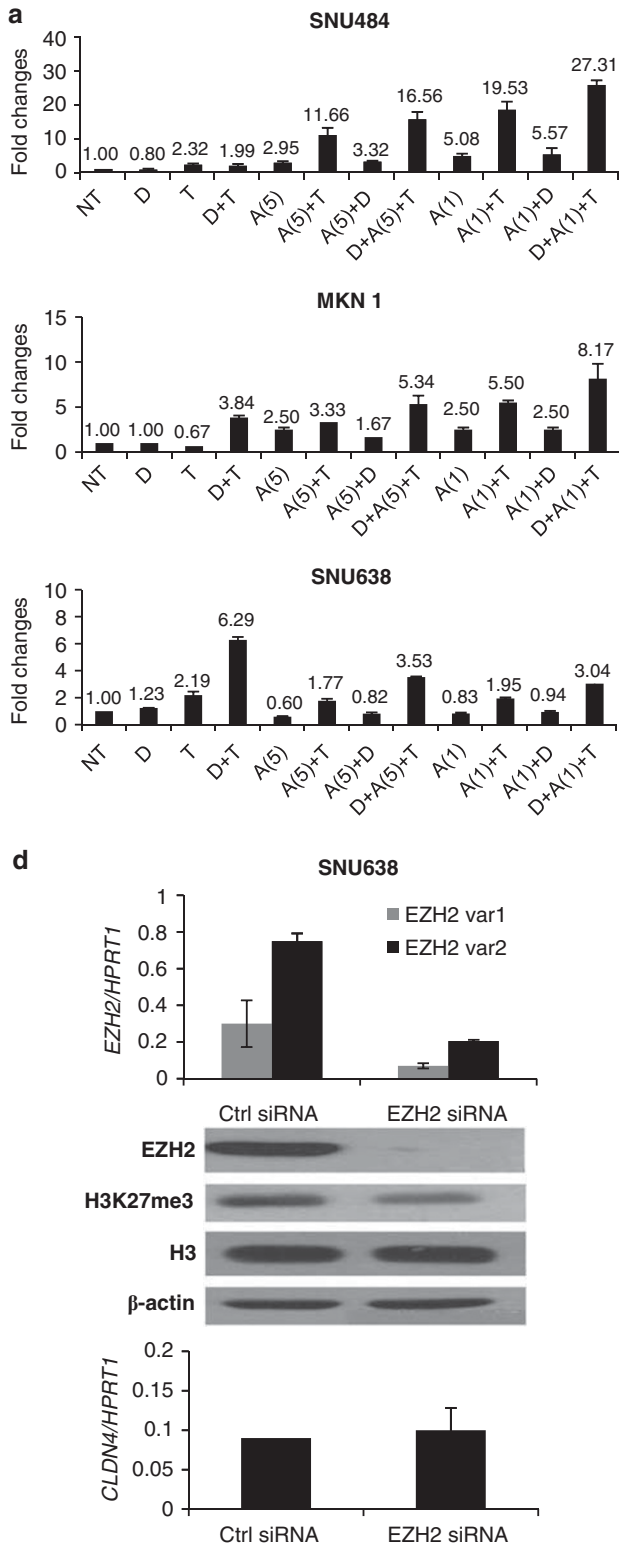 a
SNU484
Fold changes
40
30
20
10
0
1.00 0.80 2.32 1.99 2.95 11.66 3.32 16.56 5.08 19.53 5.57 27.31
NT D T D+T A(5) A(5)+T A(5)+D D+A(5)+T A(1) A(1)+T A(1)+D D+A(1)+T
MKN 1
Fold changes
15
10
5
0
1.00 1.00 0.67 3.84 2.50 3.33 1.67 5.34 2.50 5.50 2.50 8.17
NT D T D+T A(5) A(5)+T A(5)+D D+A(5)+T A(1) A(1)+T A(1)+D D+A(1)+T
SNU638
Fold changes
10
8
6
4
2
0
1.00 1.23 2.19 6.29 0.60 1.77 0.82 3.53 0.83 1.95 0.94 3.04
NT D T D+T A(5) A(5)+T A(5)+D D+A(5)+T A(1) A(1)+T A(1)+D D+A(1)+T
d
SNU638
EZH2/HPRT1
1
0.8
0.6
0.4
0.2
0
EZH2 var1
EZH2 var2
Ctrl siRNA EZH2 siRNA
EZH2
H3K27me3
H3
β-actin
CLDN4/HPRT1
0.2
0.15
0.1
0.05
0
Ctrl siRNA EZH2 siRNA